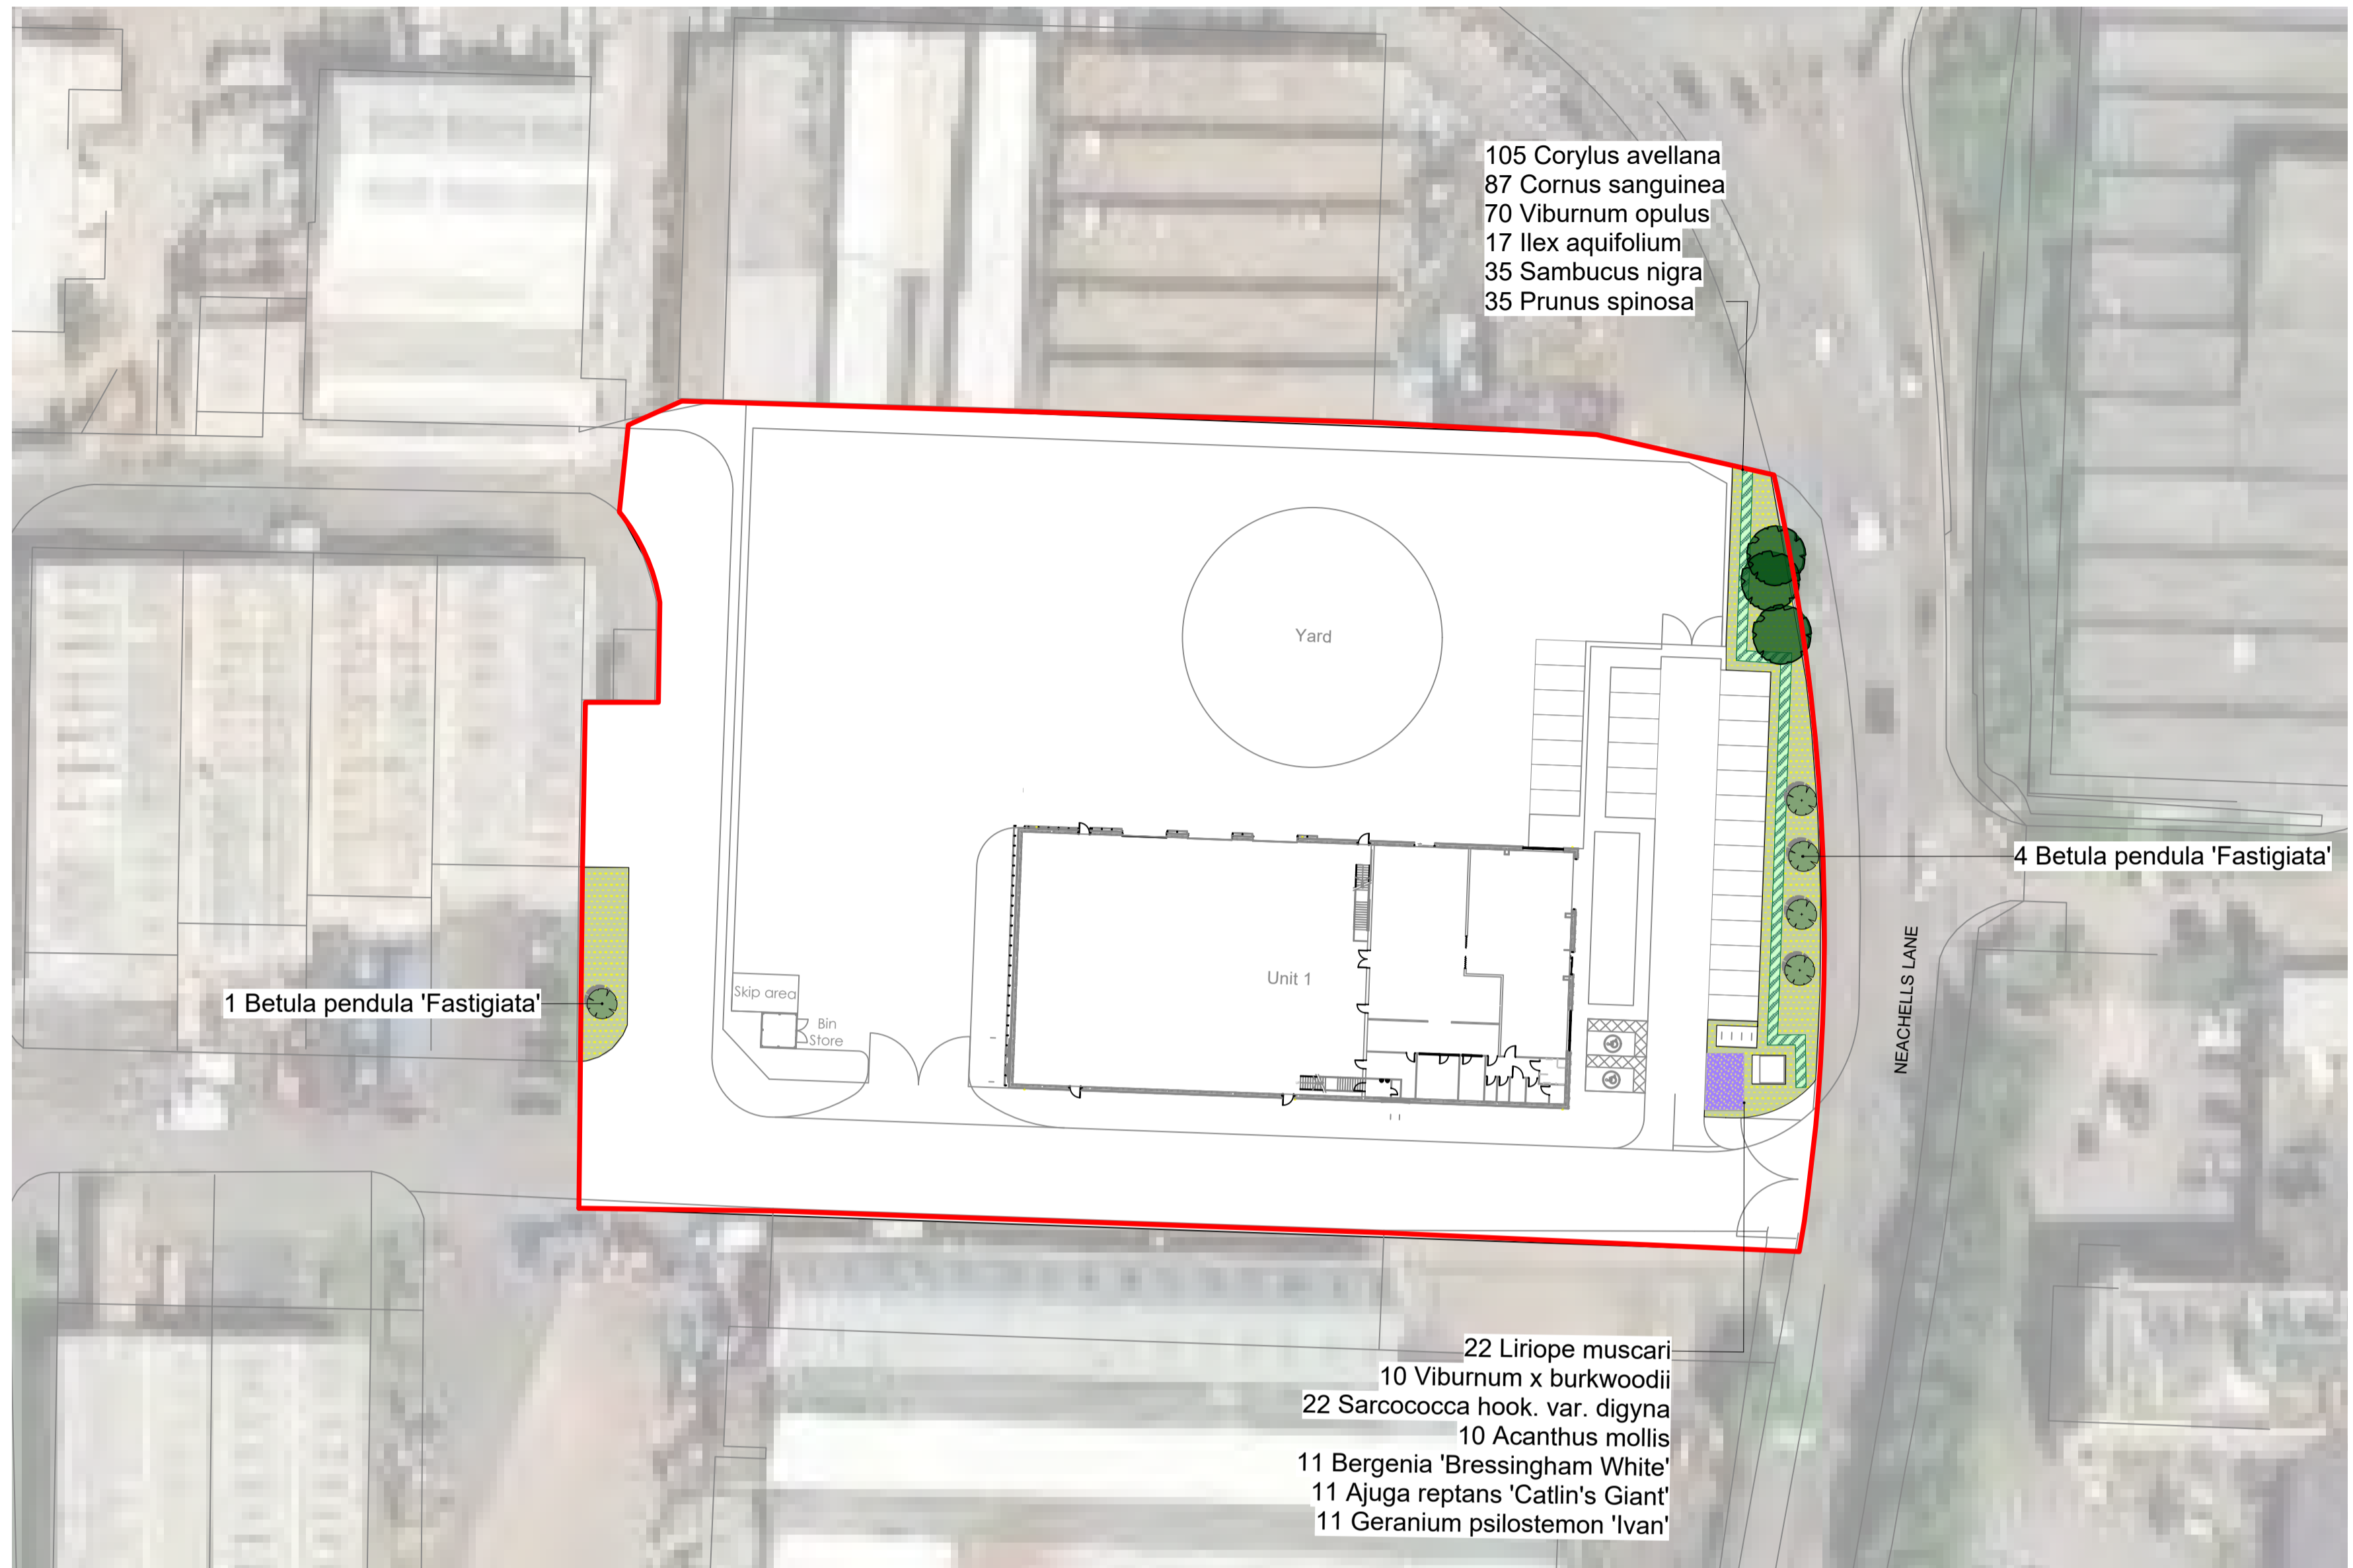 105 Corylus avellana
87 Cornus sanguinea
70 Viburnum opulus
17 Ilex aquifolium
35 Sambucus nigra
35 Prunus spinosa
Yard
4 Betula pendula 'Fastigiata'
NEACHELLS LANE
Unit 1
Skip area
1 Betula pendula 'Fastigiata'
Bin
Store
22 Liriope muscari
10 Viburnum x burkwoodii
22 Sarcococca hook. var. digyna
10 Acanthus mollis
11 Bergenia 'Bressingham White'
11 Ajuga reptans 'Catlin's Giant'
11 Geranium psilostemon 'Ivan'